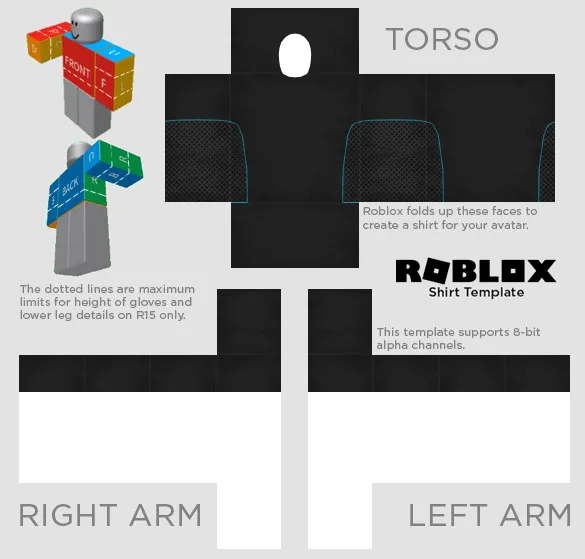 TORSO
FRONT
F
L
U
BACK
R
B
Roblox folds up these faces to
create a shirt for your avatar.
ROBLOX
Shirt Template
The dotted lines are maximum
limits for height of gloves and
lower leg details on R15 only.
This template supports 8-bit
alpha channels.
RIGHT ARM
LEFT ARM